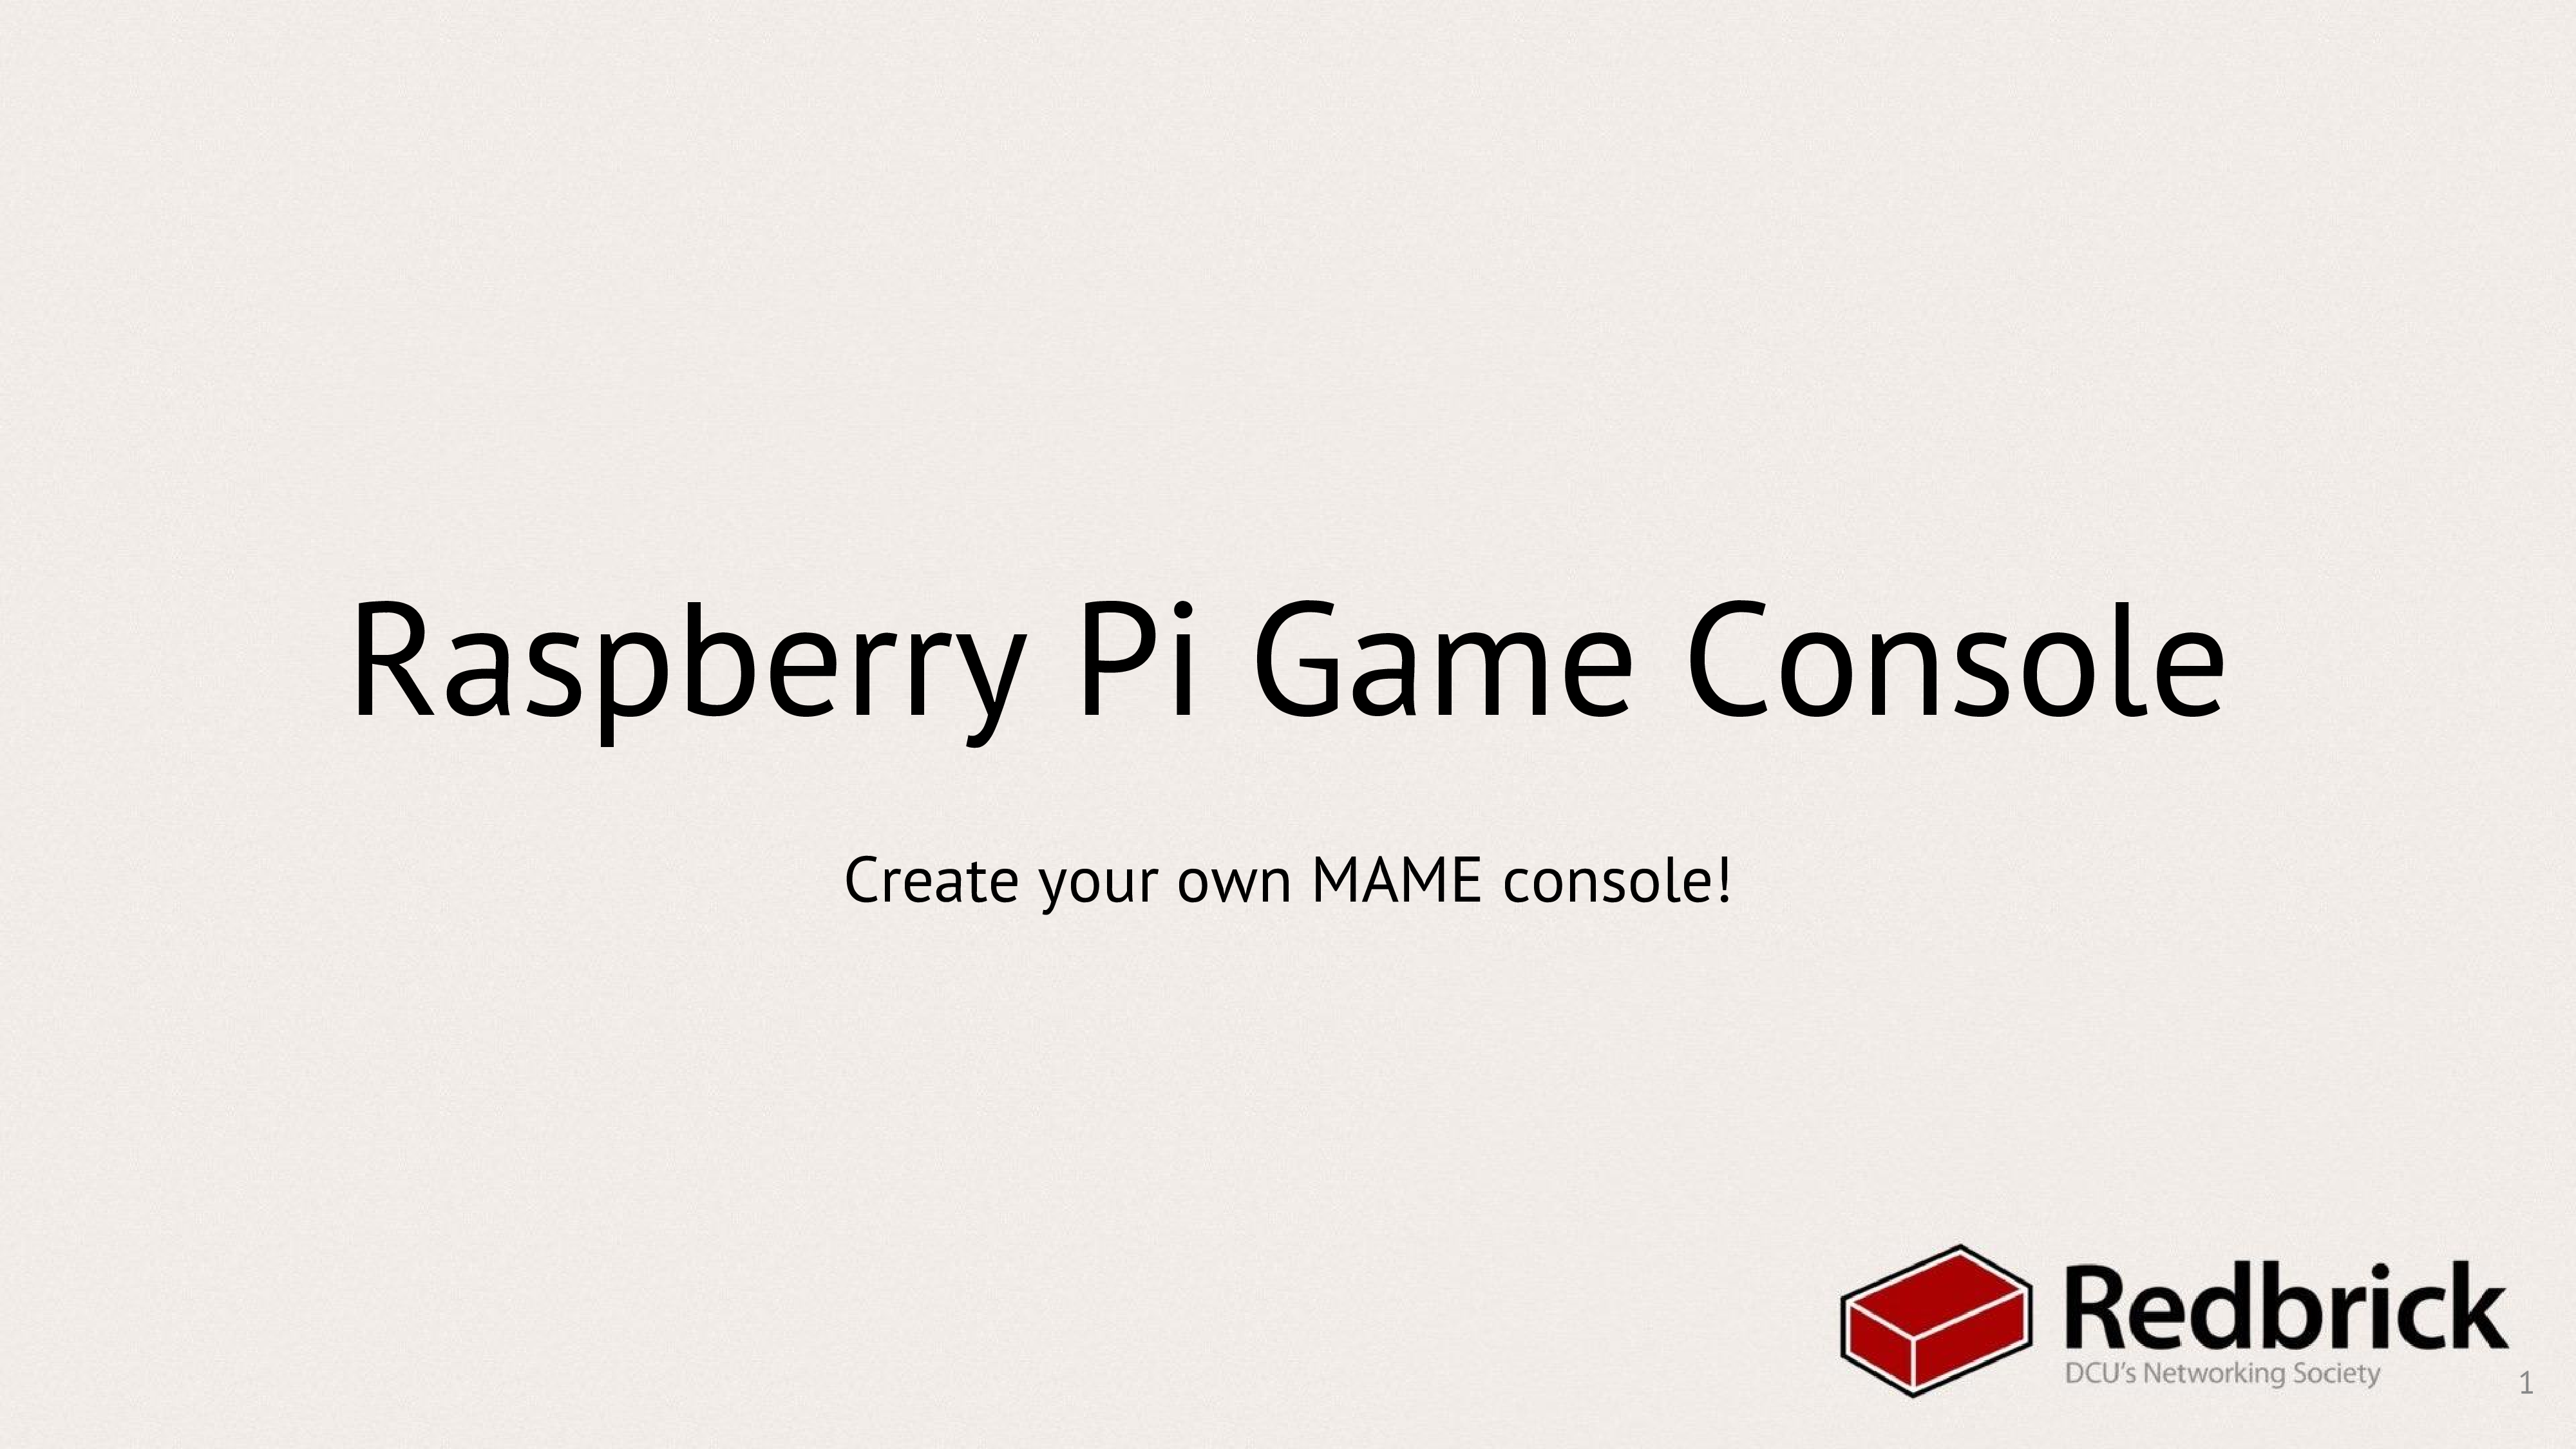 Raspberry Pi Game Console
Create your own MAME console!
Redbrick
DCU's Networking Society
1